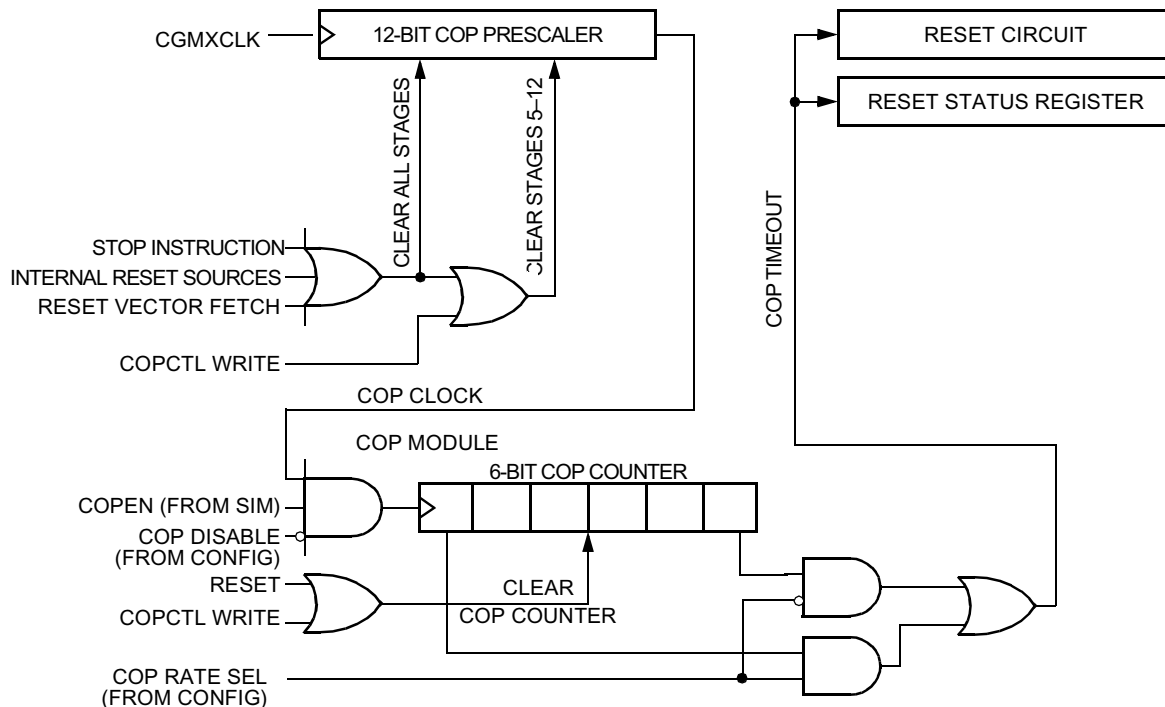 CGMXCLK
12-BIT COP PRESCALER
RESET CIRCUIT
RESET STATUS REGISTER
CLEAR ALL STAGES
CLEAR STAGES 5–12
COP TIMEOUT
STOP INSTRUCTION
INTERNAL RESET SOURCES
RESET VECTOR FETCH
COPCTL WRITE
COP CLOCK
COP MODULE
6-BIT COP COUNTER
COPEN (FROM SIM)
COP DISABLE
(FROM CONFIG)
RESET
COPCTL WRITE
CLEAR
COP COUNTER
COP RATE SEL
(FROM CONFIG)